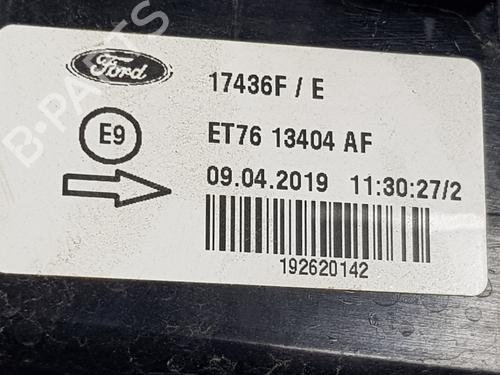 B-PARTS
Ford
17436F / E
E9
ET76 13404 AF
09.04.2019 11:30:27/2
192620142